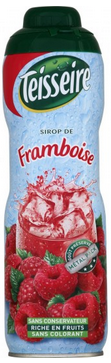 Teisseire
SIROP DE
Framboise
SANS CONSERVATEUR
RICHE EN FRUITS
SANS COLORANT